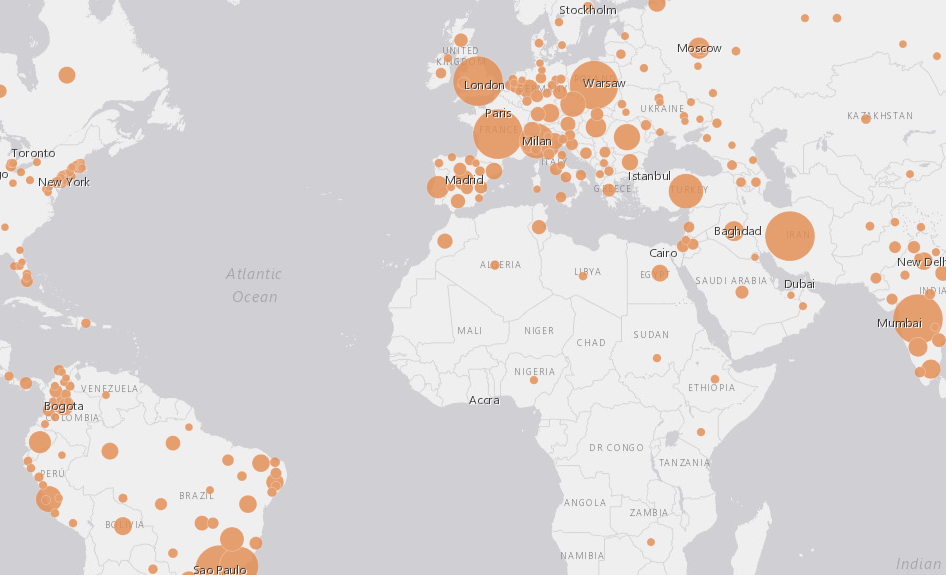 Stockholm
Moscow
UNITED
KINGDOM
London
Warsaw
Paris
UKRAINE
KAZAKHSTAN
FRANCE
Milan
Toronto
go
New York
Madrid
ITALY
Istanbul
GREECE
TURKEY
Baghdad
IRAN
Cairo
ALGERIA
LIBYA
EGYPT
SAUDI ARABIA
Dubai
New Delh
INDIA
Atlantic
Ocean
Mumbai
MALI
NIGER
CHAD
SUDAN
NIGERIA
ETHIOPIA
VENEZUELA
Bogota
COLOMBIA
Accra
DR CONGO
TANZANIA
PERU
BRAZIL
ANGOLA
ZAMBIA
BOLIVIA
NAMIBIA
Sao Paulo
Indian